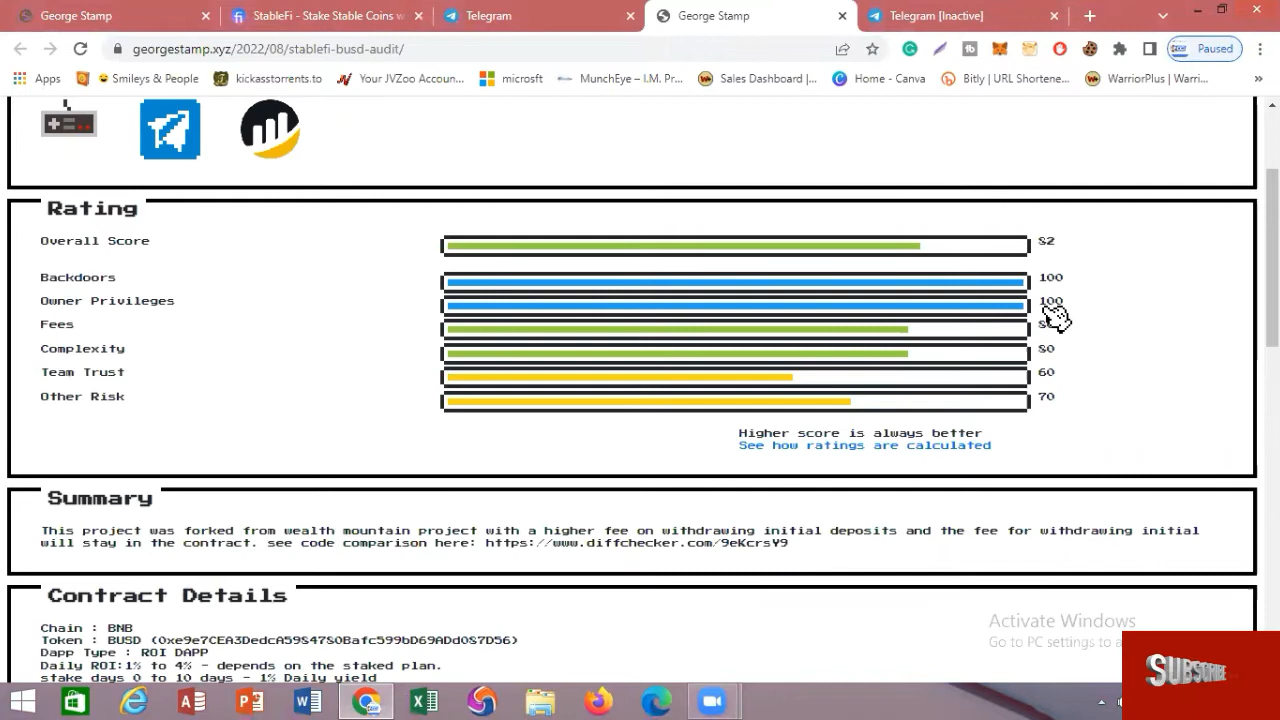 George Stamp
StableFi - Stake Stable Coins w
Telegram
George Stamp
Telegram [Inactive]
georgestamp.xyz/2022/08/stablefi-busd-audit/
Paused
Apps
Smileys & People
kickasstorrents.to
Your JVZoo Accoun...
microsft
MunchEye – I.M. Pr...
Sales Dashboard |...
Home - Canva
Bitly | URL Shortene...
WarriorPlus | Warri...
»
Rating
Overall Score 82
Backdoors 100
Owner Privileges 100
Fees
Complexity 80
Team Trust 60
Other Risk 70
Higher score is always better
See how ratings are calculated
Summary
This project was forked from wealth mountain project with a higher fee on withdrawing initial deposits and the fee for withdrawing initial
will stay in the contract. see code comparison here: https://www.diffchecker.com/9eKcrsY9
Contract Details
Chain : BNB
Token : BUSD (0xe9e7CEA3DedcA5984780Bafc599bD69ADd087D56)
Dapp Type : ROI DAPP
Daily ROI:1% to 4% - depends on the staked plan.
stake days 0 to 10 days - 1% Daily yield
Activate Windows
Go to PC settings to a
SUBSCRIBE